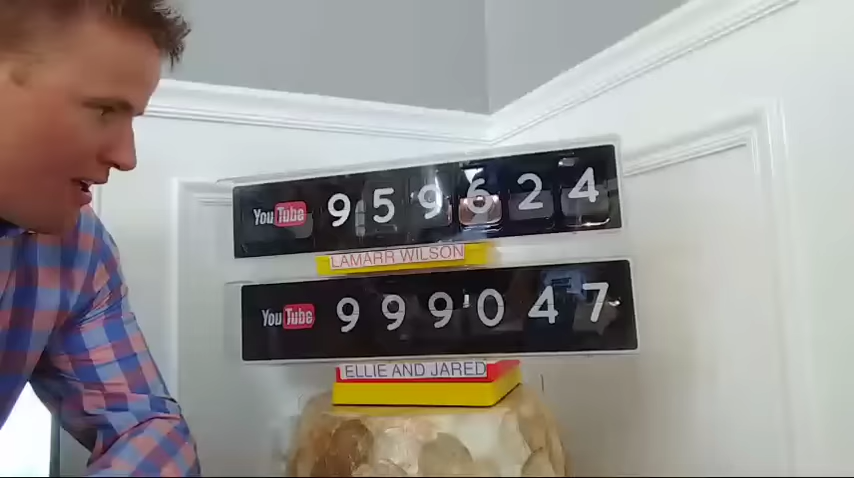 YouTube 959624
LAMARR WILSON
YouTube 999047
ELLIE AND JARED